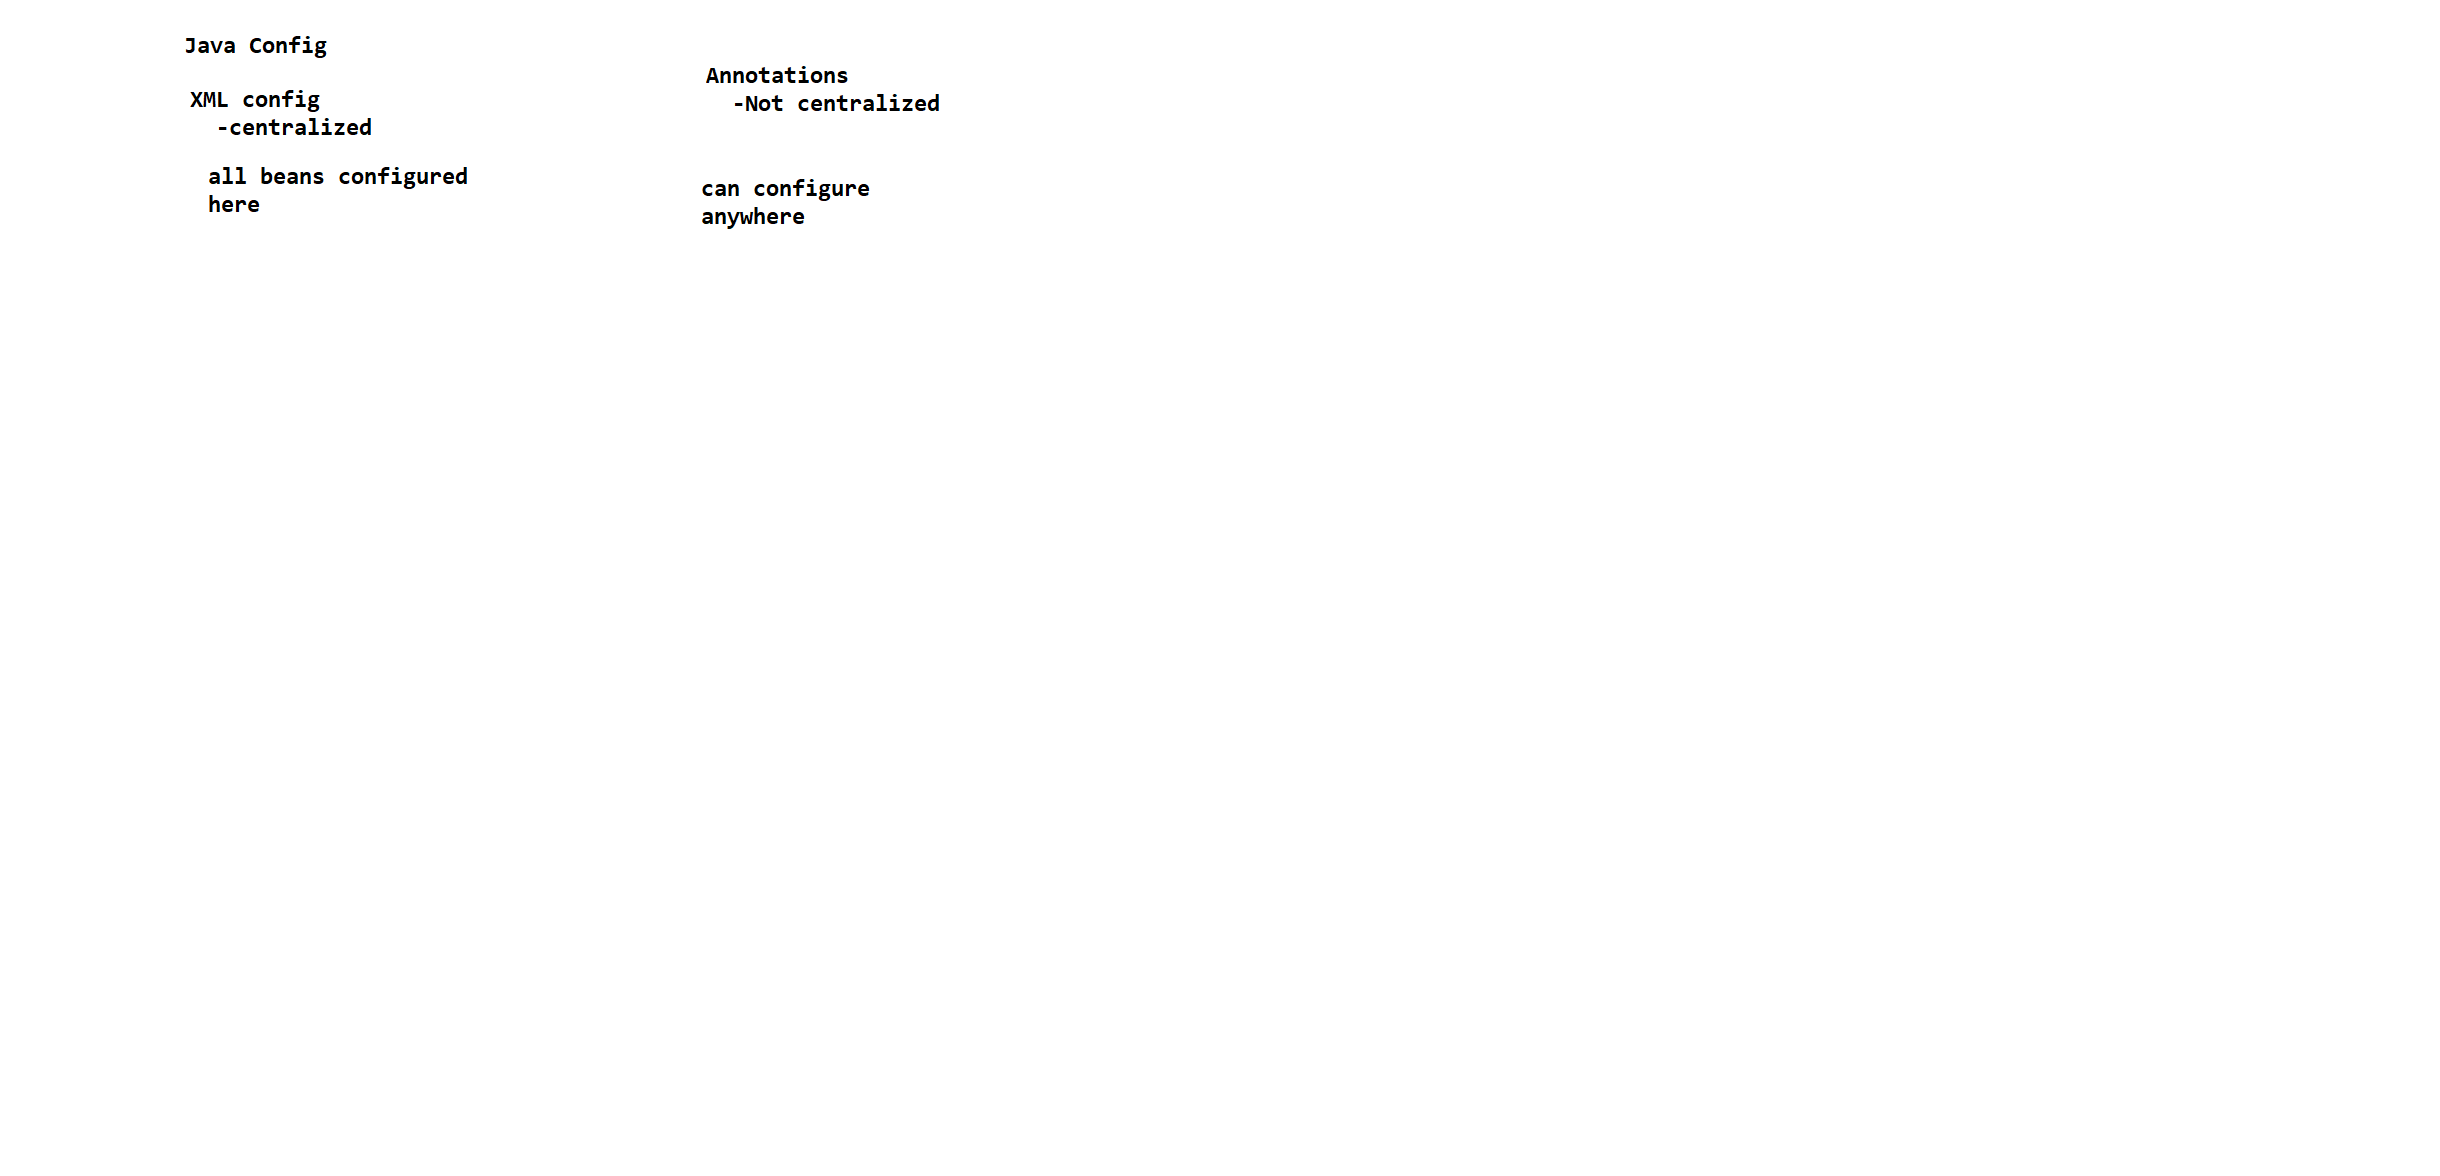 Java Config
XML config
-centralized
all beans configured
here
Annotations
-Not centralized
can configure
anywhere